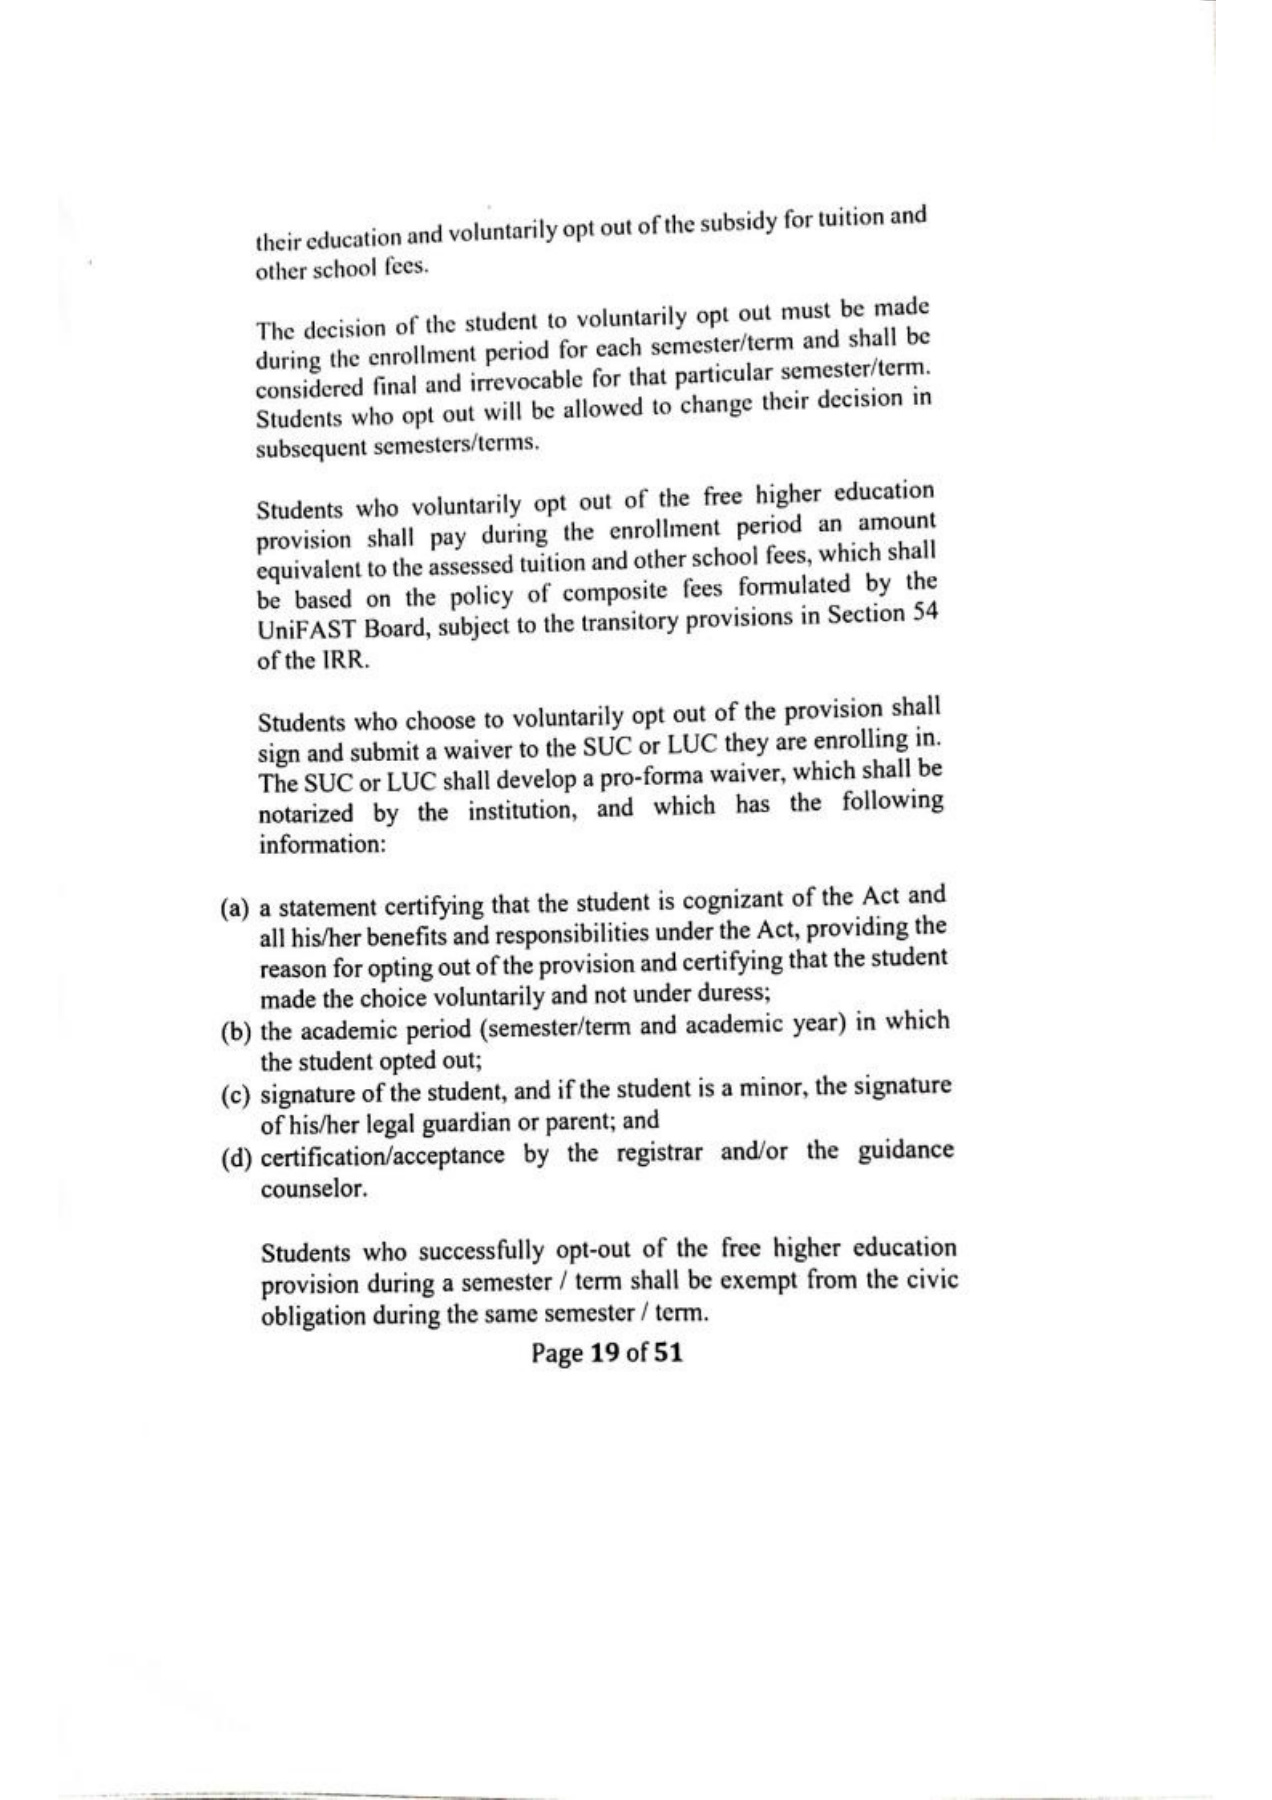 their education and voluntarily opt out of the subsidy for tuition and
other school fees.
The decision of the student to voluntarily opt out must be made
during the enrollment period for each semester/term and shall be
considered final and irrevocable for that particular semester/term.
Students who opt out will be allowed to change their decision in
subsequent semesters/terms.
Students who voluntarily opt out of the free higher education
provision shall pay during the enrollment period an amount
equivalent to the assessed tuition and other school fees, which shall
be based on the policy of composite fees formulated by the
UniFAST Board, subject to the transitory provisions in Section 54
of the IRR.
Students who choose to voluntarily opt out of the provision shall
sign and submit a waiver to the SUC or LUC they are enrolling in.
The SUC or LUC shall develop a pro-forma waiver, which shall be
notarized by the institution, and which has the following
information:
(a) a statement certifying that the student is cognizant of the Act and
all his/her benefits and responsibilities under the Act, providing the
reason for opting out of the provision and certifying that the student
made the choice voluntarily and not under duress;
(b) the academic period (semester/term and academic year) in which
the student opted out;
(c) signature of the student, and if the student is a minor, the signature
of his/her legal guardian or parent; and
(d) certification/acceptance by the registrar and/or the guidance
counselor.
Students who successfully opt-out of the free higher education
provision during a semester / term shall be exempt from the civic
obligation during the same semester / term.
Page 19 of 51